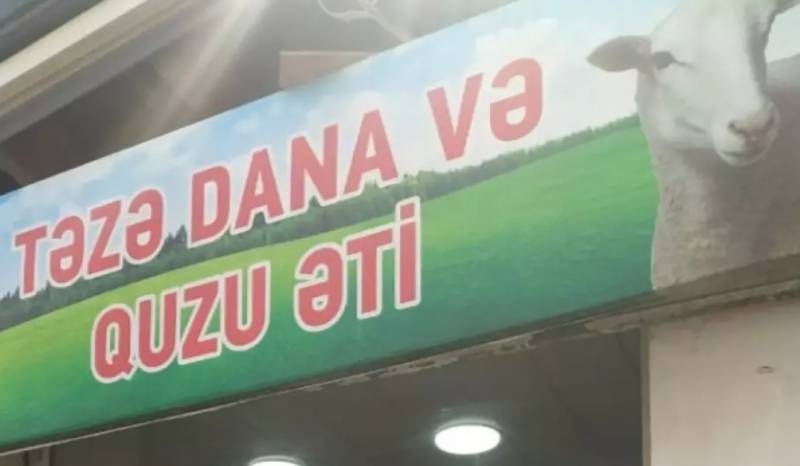 TƏZƏ DANA VƏ
QUZU ƏTİ